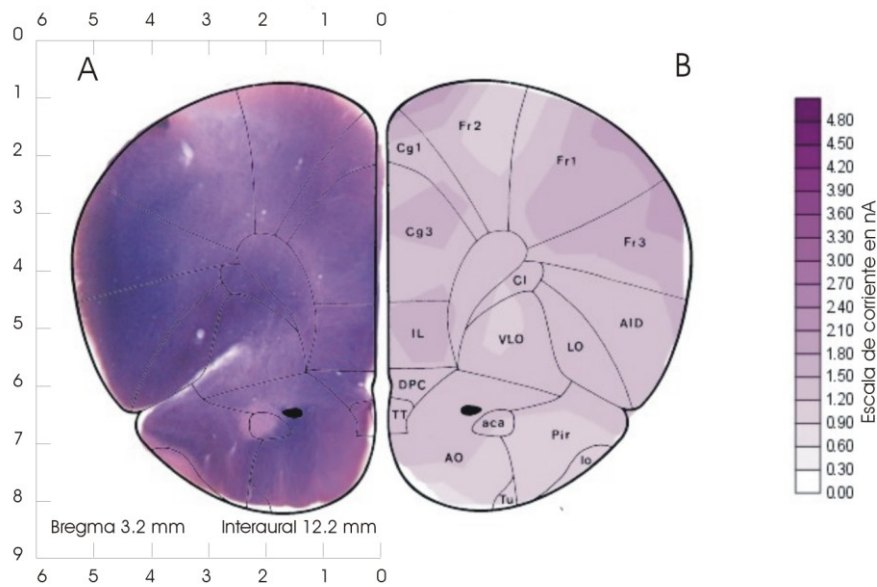 6 5 4 3 2 1 0
0
1
2
3
4
5
6
7
8
9
A
B
Fr2
Cg1
Fr1
Cg3
Fr3
Cl
AID
IL
VLO
LO
DPC
TT
aca
AO
Pir
lo
Tu
Bregma 3.2 mm Interaural 12.2 mm
6 5 4 3 2 1 0
4.80
4.50
4.20
3.90
3.60
3.30
3.00
2.70
2.40
2.10
1.80
1.50
1.20
0.90
0.60
0.30
0.00
Escala de corriente en nA